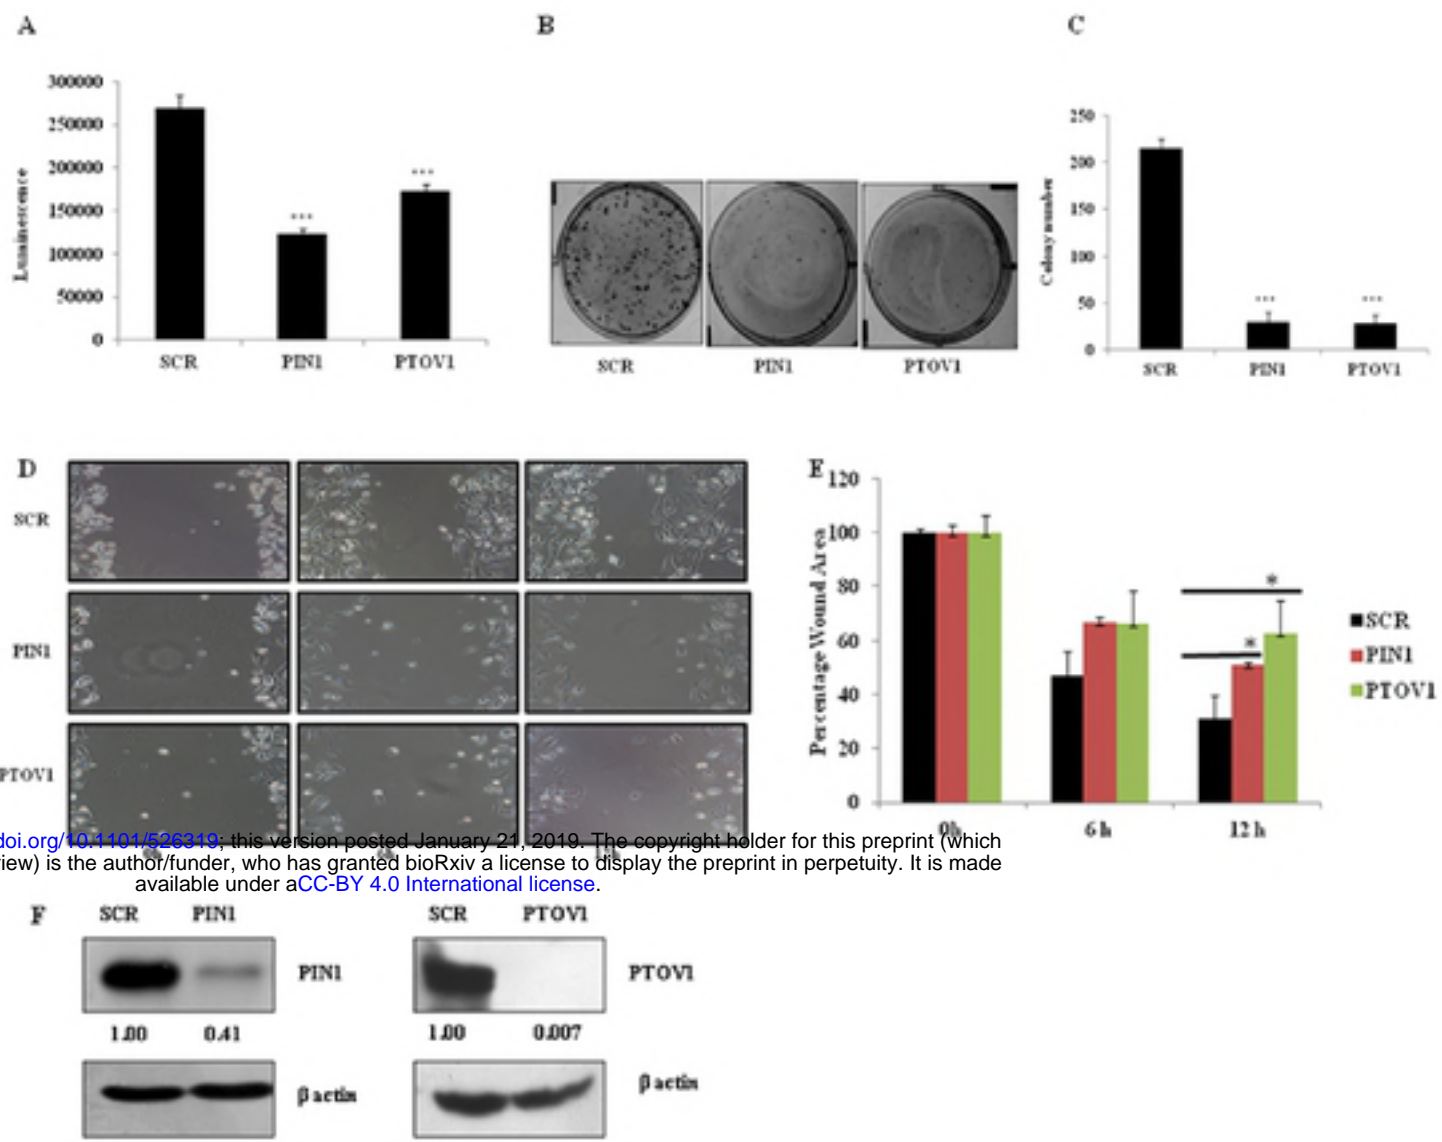 A
B
C
300000
250000
200000
150000
100000
50000
0
Luminescence
***
***
SCR
PIN1
PTOV1
SCR
PIN1
PTOV1
250
200
150
100
50
0
Colony number
***
***
SCR
PIN1
PTOV1
D
SCR
PIN1
PTOV1
E
120
100
80
60
40
20
0
Percentage Wound Area
*
*
0h
6h
12h
SCR
PIN1
PTOV1
doi.org/10.1101/526319; this version posted January 21, 2019. The copyright holder for this preprint (which
iew) is the author/funder, who has granted bioRxiv a license to display the preprint in perpetuity. It is made
available under aCC-BY 4.0 International license.
F
SCR PIN1
PIN1
1.00 0.41
β actin
SCR PTOV1
PTOV1
1.00 0.007
β actin